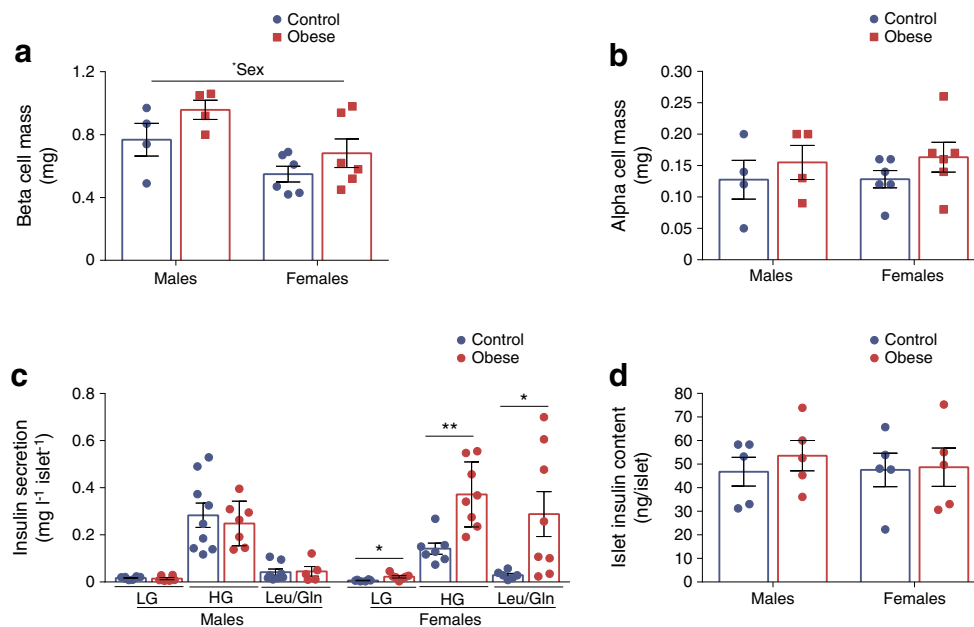 Control
Obese
a
*Sex
Beta cell mass
(mg)
1.2
0.8
0.4
0
Males
Females
Control
Obese
b
Alpha cell mass
(mg)
0.30
0.25
0.20
0.15
0.10
0.05
0
Males
Females
Control
Obese
c
Insulin secretion
(mg l⁻¹ islet⁻¹)
0.8
0.6
0.4
0.2
0
*
**
*
LG HG Leu/Gln LG HG Leu/Gln
Males Females
Control
Obese
d
Islet insulin content
(ng/islet)
80
70
60
50
40
30
20
10
0
Males
Females